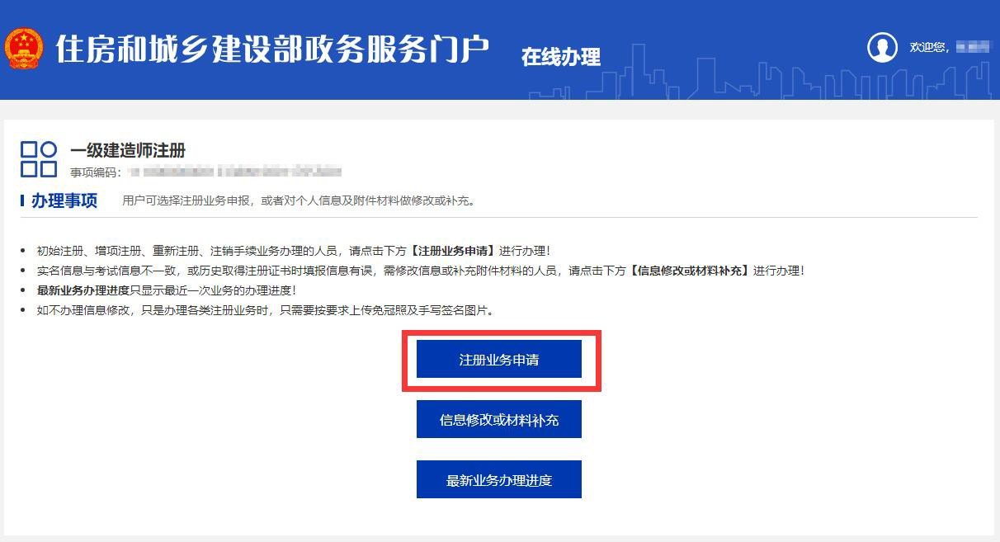 住房和城乡建设部政务服务门户 在线办理 欢迎您，
一级建造师注册
事项编码：
办理事项 用户可选择注册业务申报，或者对个人信息及附件材料做修改或补充。
初始注册、增项注册、重新注册、注销手续业务办理的人员，请点击下方【注册业务申请】进行办理！
实名信息与考试信息不一致，或历史取得注册证书时填报信息有误，需修改信息或补充附件材料的人员，请点击下方【信息修改或材料补充】进行办理！
最新业务办理进度只显示最近一次业务的办理进度！
如不办理信息修改，只是办理各类注册业务时，只需要按要求上传免冠照及手写签名图片。
注册业务申请
信息修改或材料补充
最新业务办理进度